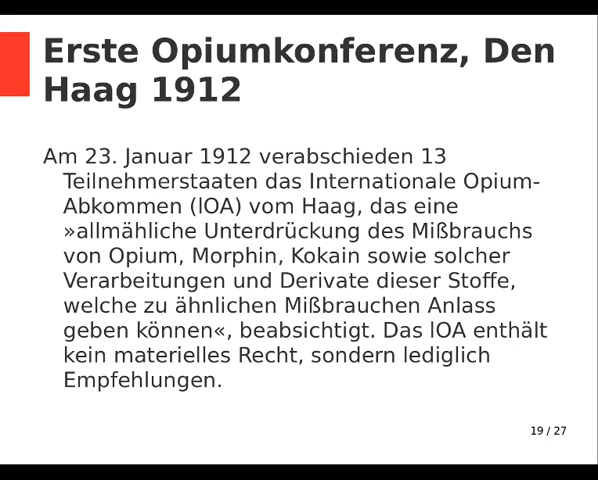 Erste Opiumkonferenz, Den
Haag 1912
Am 23. Januar 1912 verabschieden 13
Teilnehmerstaaten das Internationale Opium-
Abkommen (IOA) vom Haag, das eine
»allmähliche Unterdrückung des Mißbrauchs
von Opium, Morphin, Kokain sowie solcher
Verarbeitungen und Derivate dieser Stoffe,
welche zu ähnlichen Mißbrauchen Anlass
geben können«, beabsichtigt. Das IOA enthält
kein materielles Recht, sondern lediglich
Empfehlungen.
19 / 27